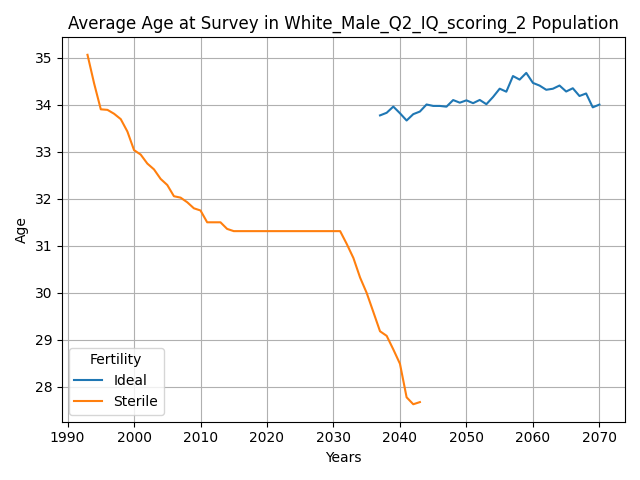 Average Age at Survey in White_Male_Q2_IQ_scoring_2 Population
35
34
33
32
31
30
29
28
Age
Fertility
Ideal
Sterile
1990 2000 2010 2020 2030 2040 2050 2060 2070
Years